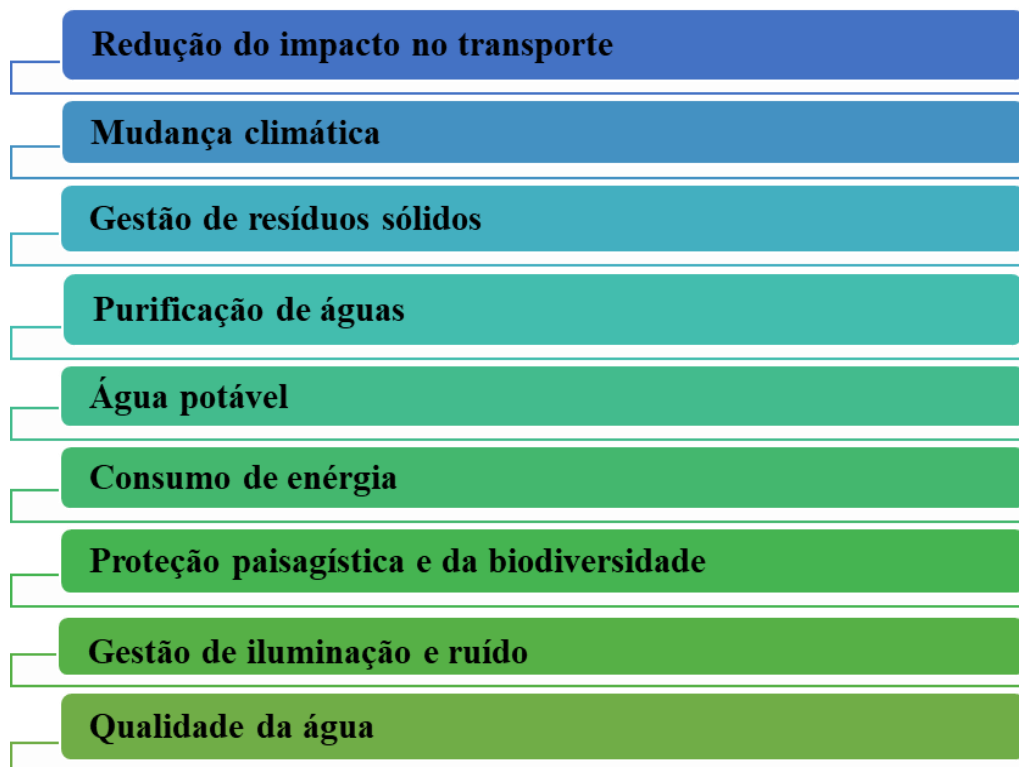 Redução do impacto no transporte
Mudança climática
Gestão de resíduos sólidos
Purificação de águas
Água potável
Consumo de enérgia
Proteção paisagística e da biodiversidade
Gestão de iluminação e ruído
Qualidade da água